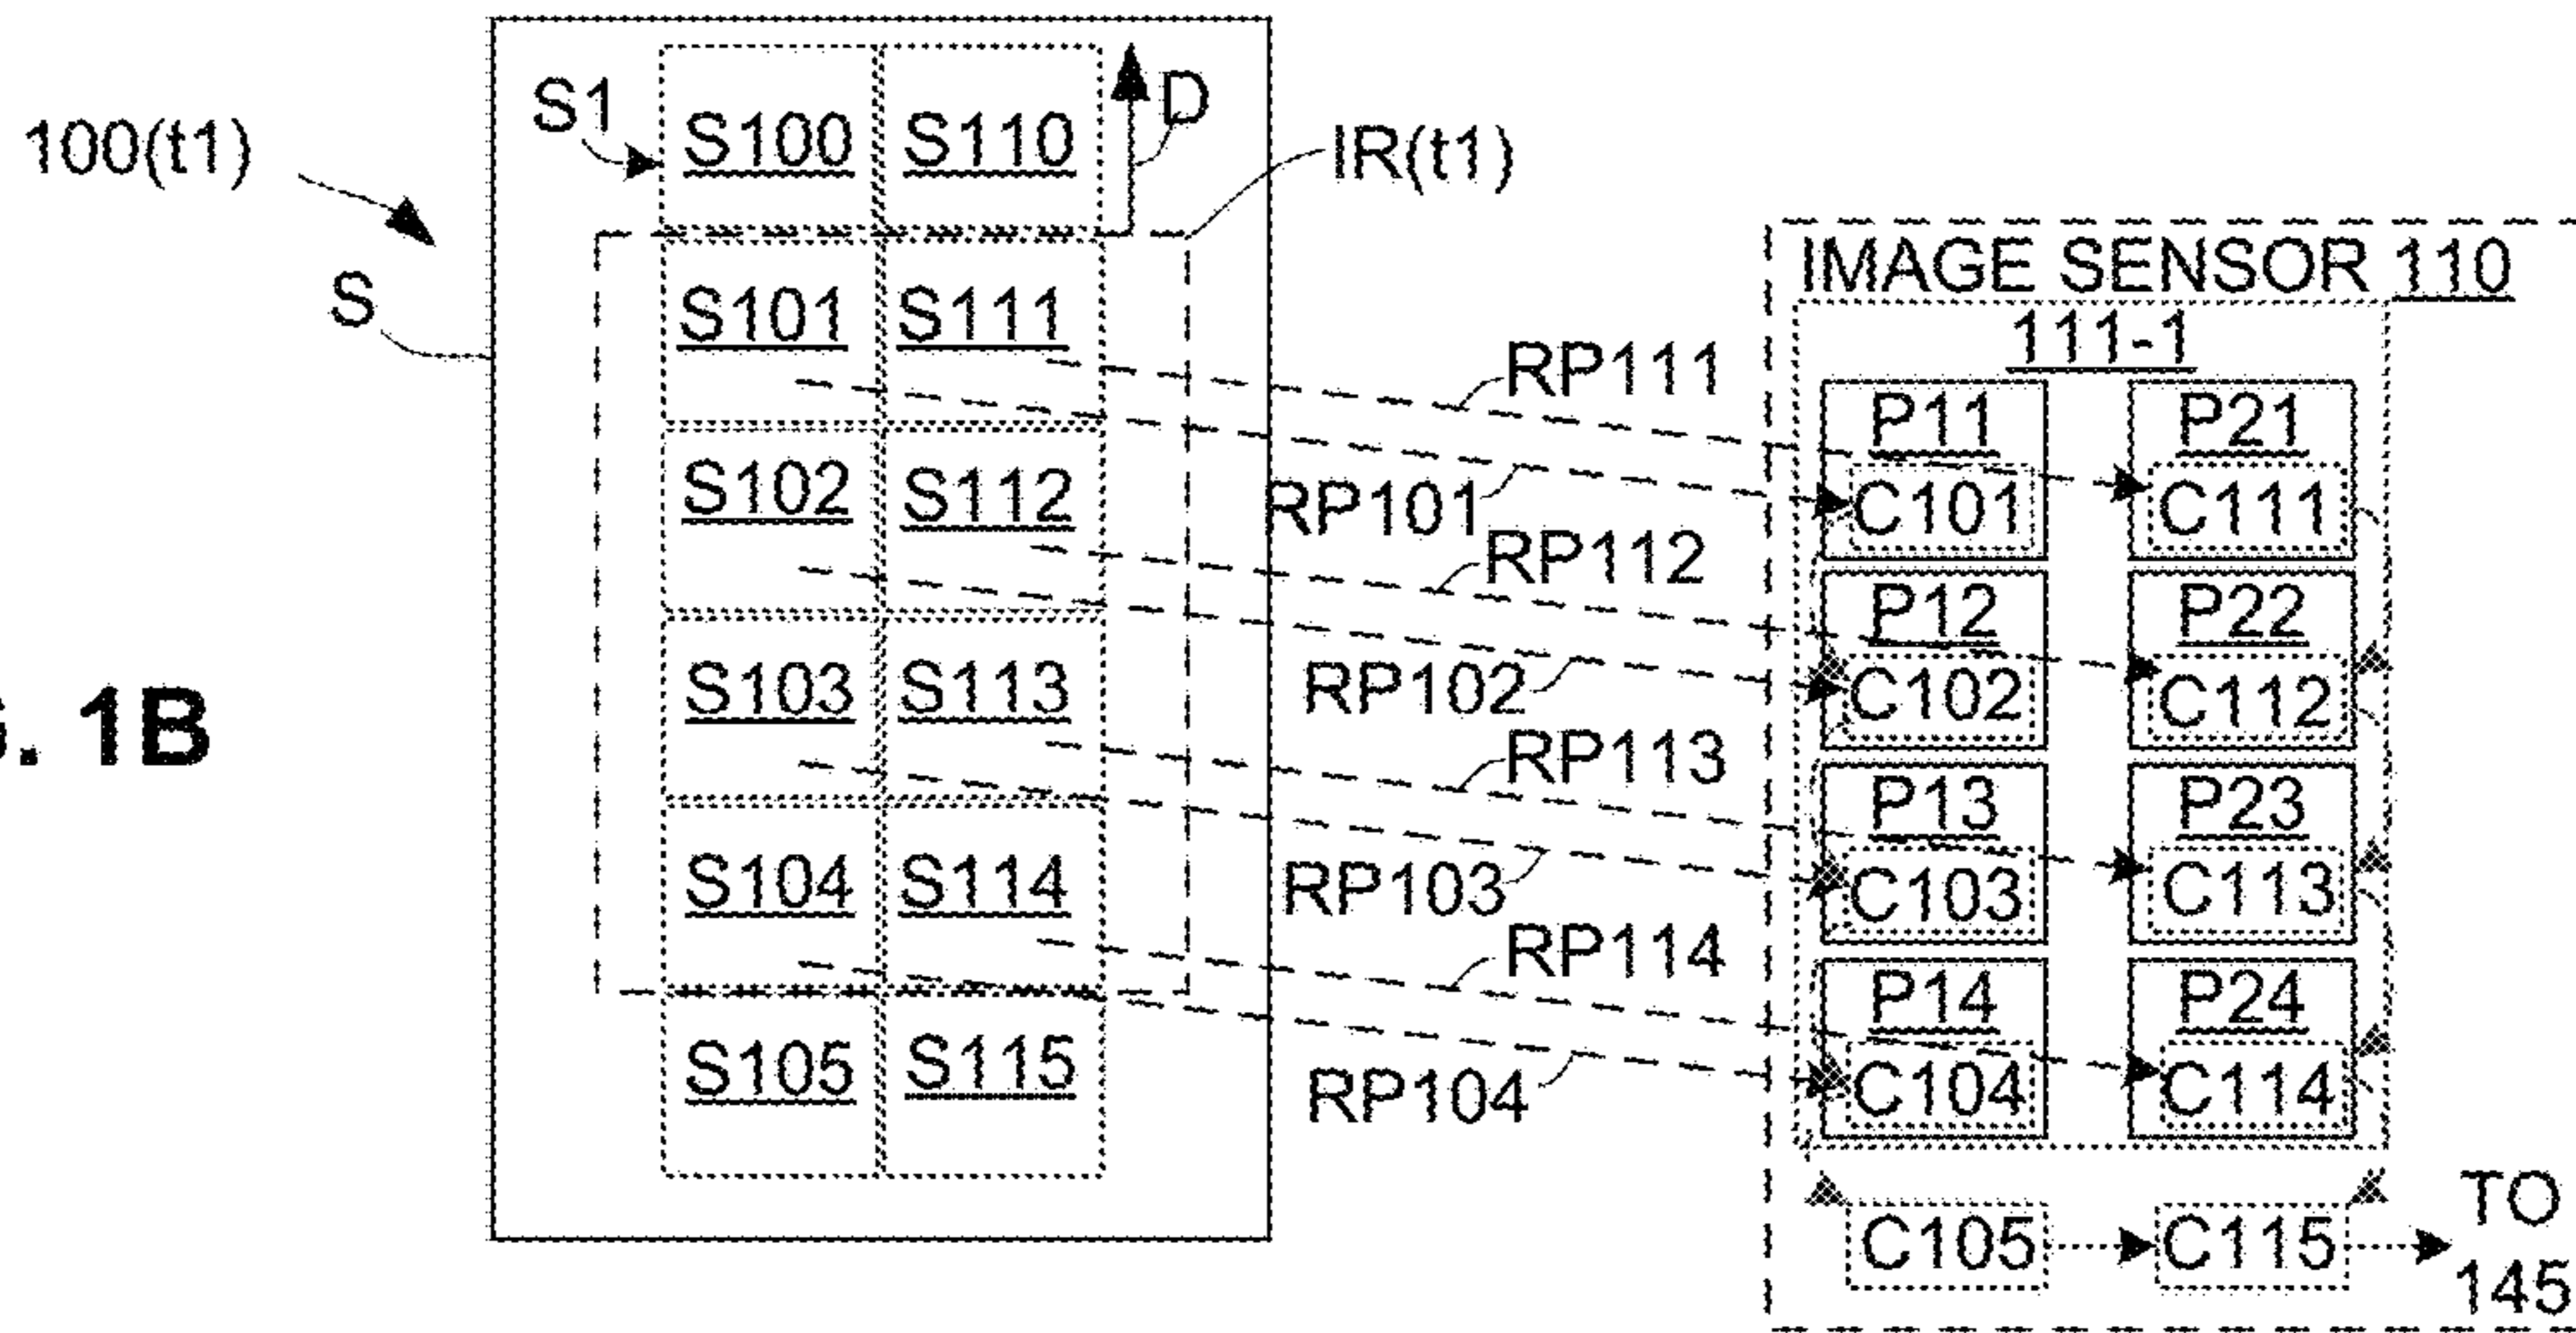 100(t1)
S
S1
S100 S110
D
IR(t1)
S101 S111
S102 S112
S103 S113
S104 S114
S105 S115
RP111
RP101
RP112
RP102
RP113
RP103
RP114
RP104
IMAGE SENSOR 110
111-1
P11 P21
C101 C111
P12 P22
C102 C112
P13 P23
C103 C113
P14 P24
C104 C114
C105 C115
TO
145
. 1B